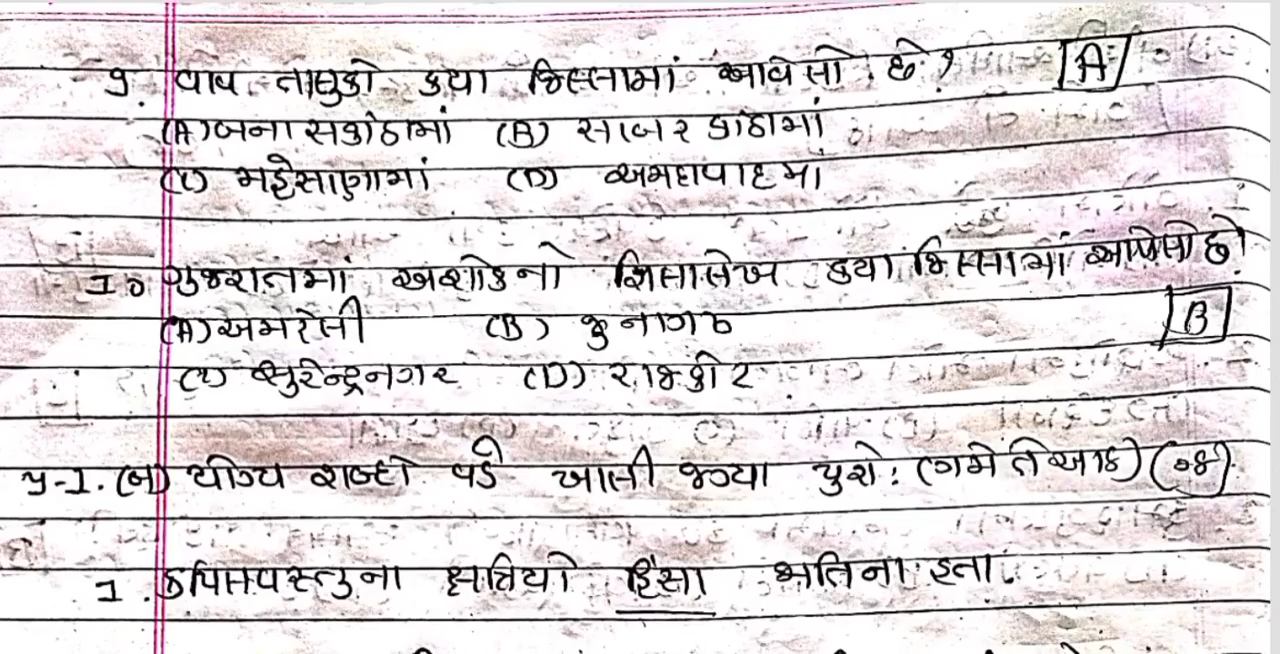 9. વાવ તાલુકો કયા જિલ્લામાં આવેલો છે? [A]
(A) બનાસકાંઠામાં (B) સાબરકાંઠામાં
(C) મહેસાણામાં (D) અમદાવાદમાં
10 ગુજરાતમાં અશોકનો શિલાલેખ કયા જિલ્લામાં આવેલો છે?
(A) અમરેલી (B) જુનાગઢ [B]
(C) સુરેન્દ્રનગર (D) રાજકોટ
પ્ર-1. (બ) યોગ્ય શબ્દો વડે ખાલી જગ્યા પુરો: (ગમે તે આઠ) (08)
1. કપિલવસ્તુના ક્ષત્રિયો હિંસા જાતિના હતા.